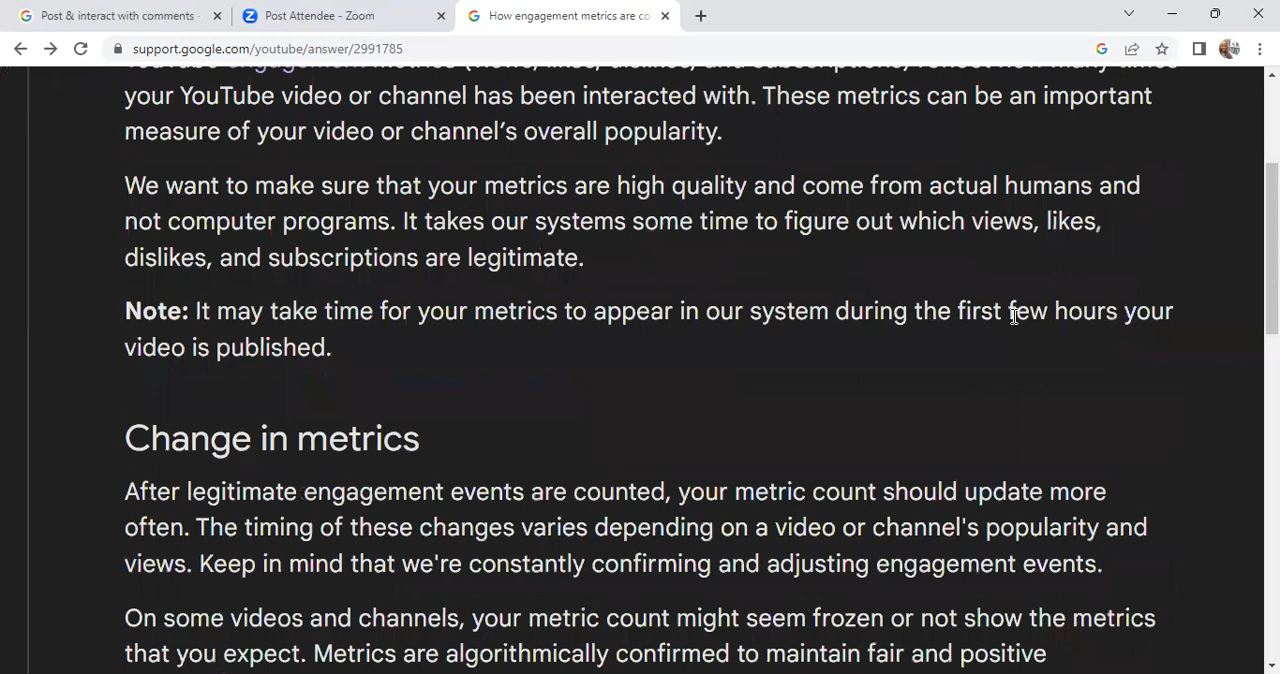 Post & interact with comments -
Post Attendee - Zoom
How engagement metrics are co
support.google.com/youtube/answer/2991785
your YouTube video or channel has been interacted with. These metrics can be an important
measure of your video or channel's overall popularity.
We want to make sure that your metrics are high quality and come from actual humans and
not computer programs. It takes our systems some time to figure out which views, likes,
dislikes, and subscriptions are legitimate.
Note: It may take time for your metrics to appear in our system during the first few hours your
video is published.
Change in metrics
After legitimate engagement events are counted, your metric count should update more
often. The timing of these changes varies depending on a video or channel's popularity and
views. Keep in mind that we're constantly confirming and adjusting engagement events.
On some videos and channels, your metric count might seem frozen or not show the metrics
that you expect. Metrics are algorithmically confirmed to maintain fair and positive